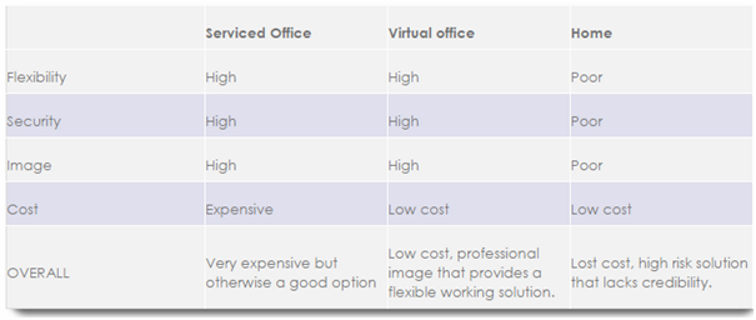 Serviced Office Virtual office Home
Flexibility High High Poor
Security High High Poor
Image High High Poor
Cost Expensive Low cost Low cost
OVERALL
Very expensive but
otherwise a good option
Low cost, professional
image that provides a
flexible working solution.
Lost cost, high risk solution
that lacks credibility.